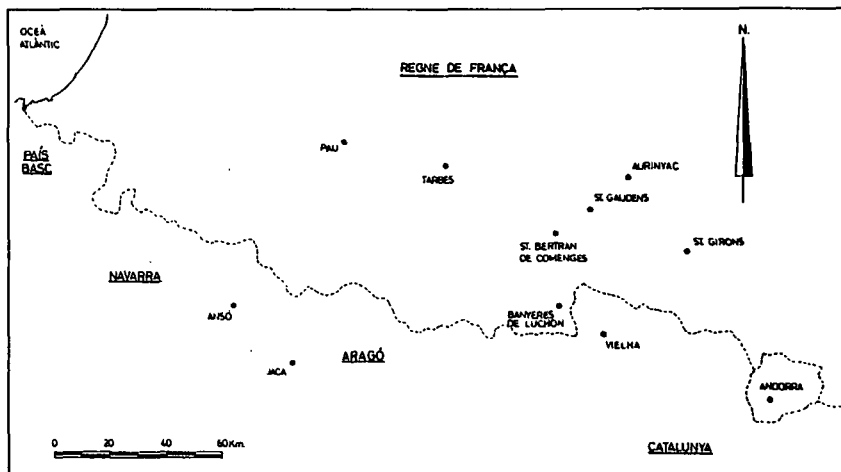 OCEÀ
ATLÀNTIC
REGNE DE FRANÇA
N.
PAÍS
BASC
PAU
TARBES
AURINYAC
ST. GAUDENS
ST. BERTRAN
DE COMENGES
ST. GIRONS
NAVARRA
ANSÓ
BANYERES
DE LUCHON
VIELHA
JACA
ARAGÓ
ANDORRA
CATALUNYA
0 20 40 60 Km.